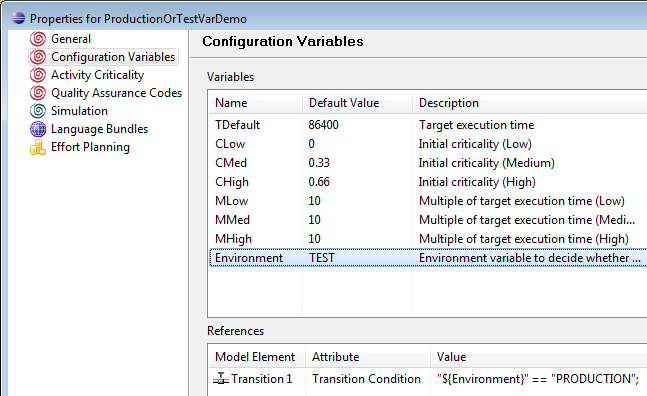 Properties for ProductionOrTestVarDemo
General
Configuration Variables
Activity Criticality
Quality Assurance Codes
Simulation
Language Bundles
Effort Planning
Configuration Variables
Variables
Name Default Value Description
TDefault 86400 Target execution time
CLow 0 Initial criticality (Low)
CMed 0.33 Initial criticality (Medium)
CHigh 0.66 Initial criticality (High)
MLow 10 Multiple of target execution time (Low)
MMed 10 Multiple of target execution time (Medi...
MHigh 10 Multiple of target execution time (High)
Environment TEST Environment variable to decide whether ...
References
Model Element Attribute Value
Transition 1 Transition Condition "${Environment}" == "PRODUCTION";